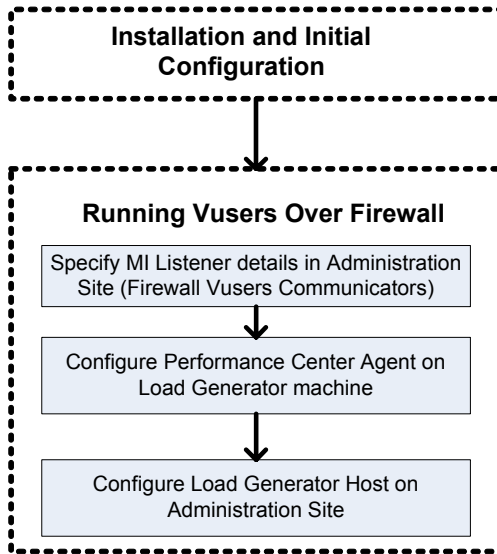 Installation and Initial
Configuration
Running Vusers Over Firewall
Specify MI Listener details in Administration
Site (Firewall Vusers Communicators)
Configure Performance Center Agent on
Load Generator machine
Configure Load Generator Host on
Administration Site